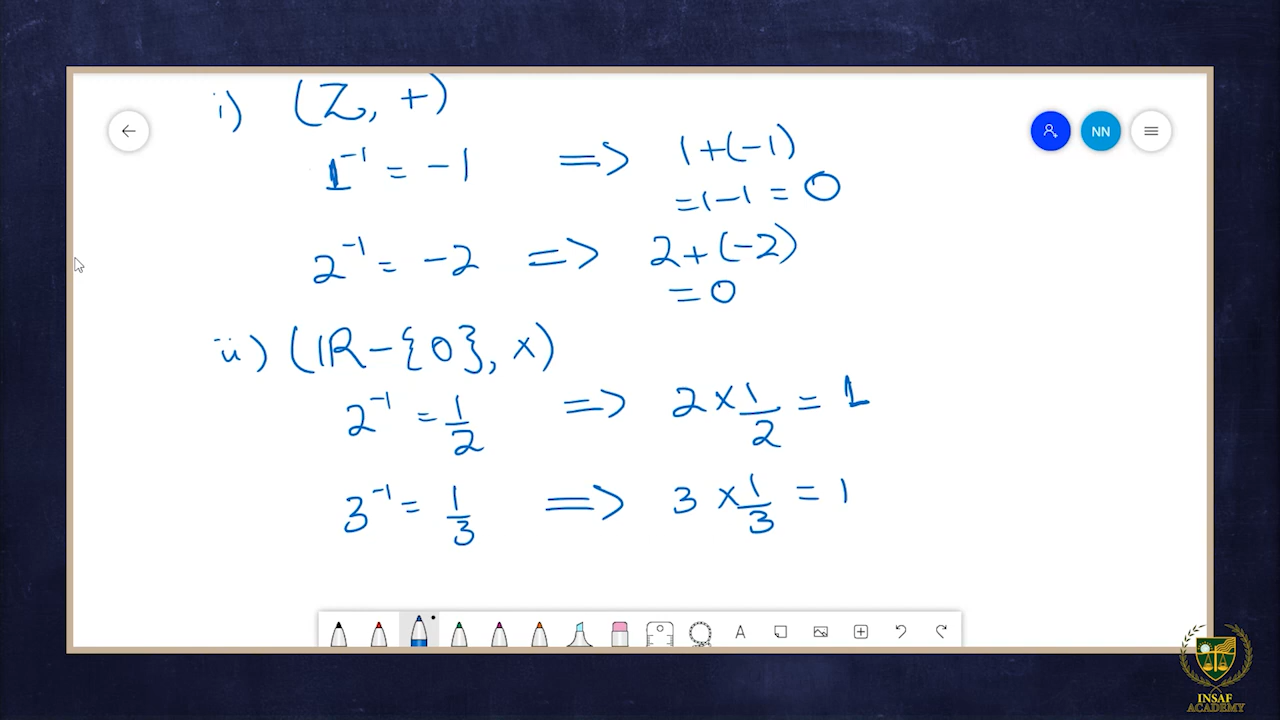 i) (Z, +)
1⁻¹ = -1 => 1+(-1)
=1-1 = 0
2⁻¹ = -2 => 2+(-2)
= 0
ii) (IR-{0}, x)
2⁻¹ = 1/2 => 2 x 1/2 = 1
3⁻¹ = 1/3 => 3 x 1/3 = 1
NN
A
INSAF
ACADEMY